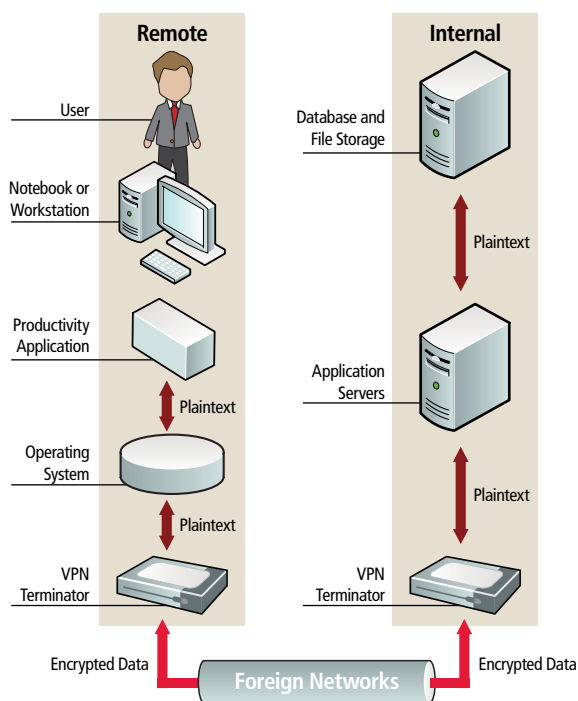 Remote
User
Notebook or
Workstation
Productivity
Application
Plaintext
Operating
System
Plaintext
VPN
Terminator
Encrypted Data
Internal
Database and
File Storage
Plaintext
Application
Servers
Plaintext
VPN
Terminator
Encrypted Data
Foreign Networks